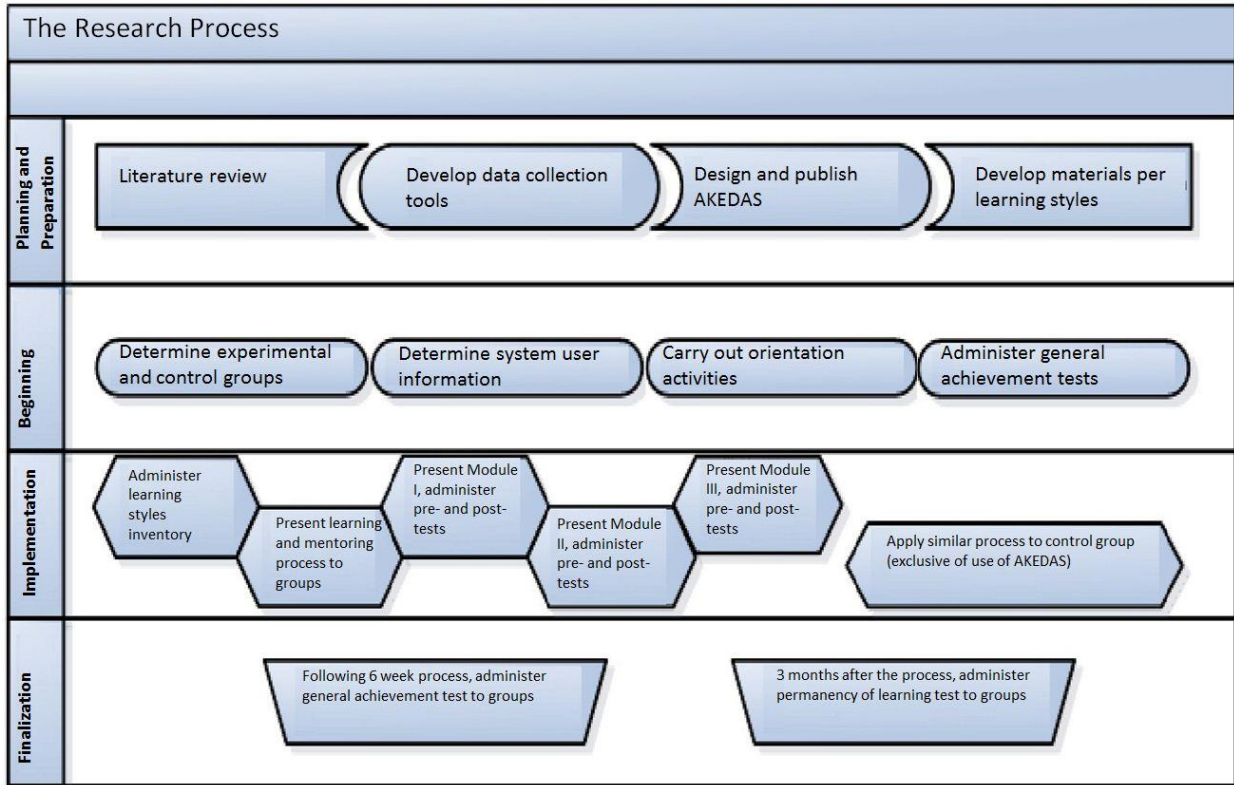 The Research Process
Planning and
Preparation
Literature review
Develop data collection
tools
Design and publish
AKEDAS
Develop materials per
learning styles
Beginning
Determine experimental
and control groups
Determine system user
information
Carry out orientation
activities
Administer general
achievement tests
Implementation
Administer
learning
styles
inventory
Present learning
and mentoring
process to
groups
Present Module
I, administer
pre- and post-
tests
Present Module
II, administer
pre- and post-
tests
Present Module
III, administer
pre- and post-
tests
Apply similar process to control group
(exclusive of use of AKEDAS)
Finalization
Following 6 week process, administer
general achievement test to groups
3 months after the process, administer
permanency of learning test to groups